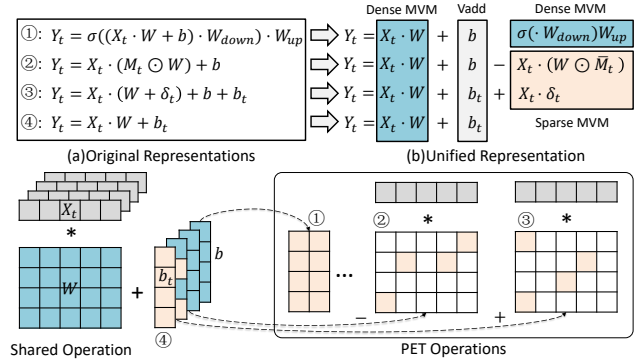 Dense MVM Vadd Dense MVM
①: Y_t = σ((X_t · W + b) · W_down) · W_up Y_t = X_t · W + b σ(· W_down)W_up
②: Y_t = X_t · (M_t ⊙ W) + b Y_t = X_t · W + b − X_t · (W ⊙ M̄_t)
③: Y_t = X_t · (W + δ_t) + b + b_t Y_t = X_t · W + b_t + X_t · δ_t
④: Y_t = X_t · W + b_t Y_t = X_t · W b_t Sparse MVM
(a)Original Representations (b)Unified Representation
X_t ① ② ③
* * *
W + b_t b ... − +
④
Shared Operation PET Operations